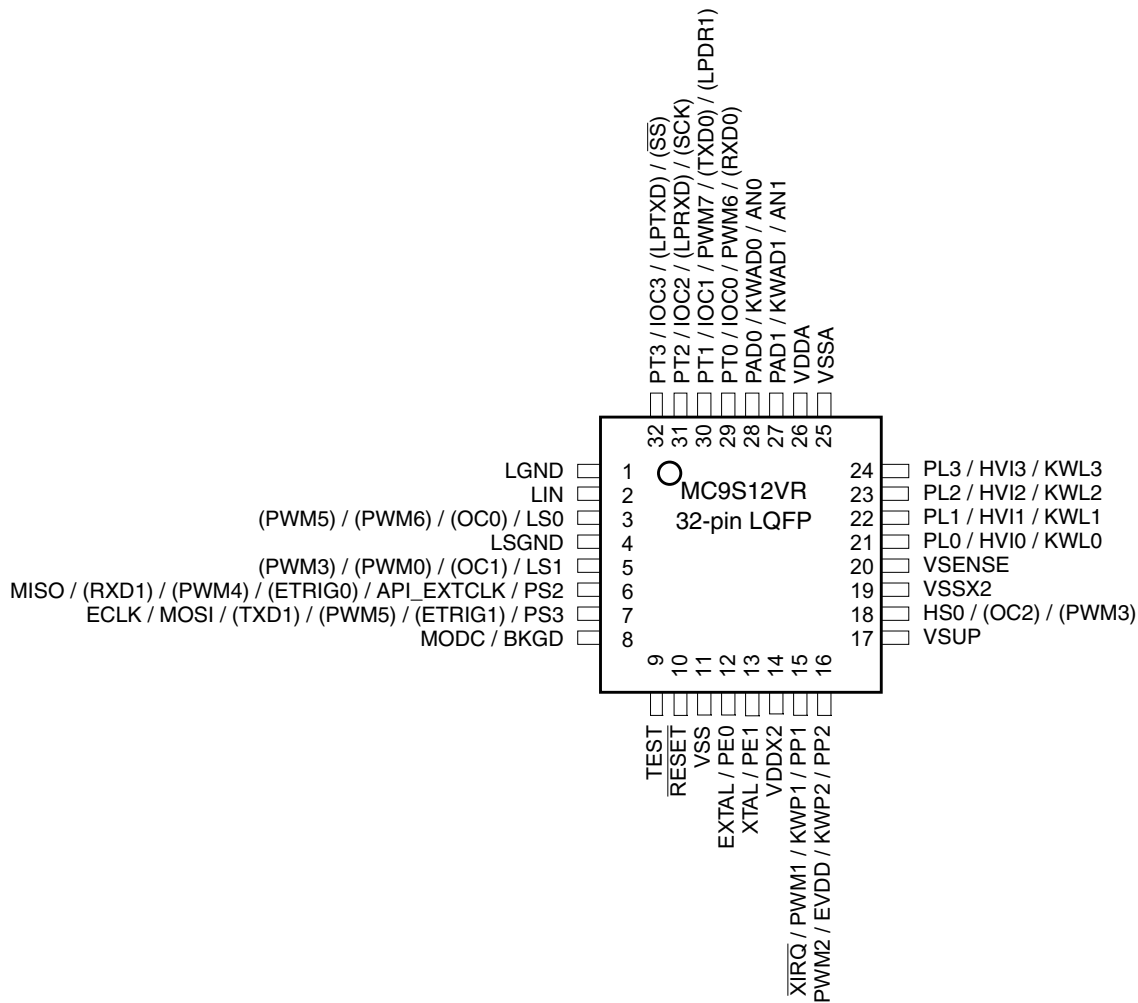 PT3 / IOC3 / (LPTXD) / (SS)
PT2 / IOC2 / (LPRXD) / (SCK)
PT1 / IOC1 / PWM7 / (TXD0) / (LPDR1)
PT0 / IOC0 / PWM6 / (RXD0)
PAD0 / KWAD0 / AN0
PAD1 / KWAD1 / AN1
VDDA
VSSA
32
31
30
29
28
27
26
25
LGND
LIN
(PWM5) / (PWM6) / (OC0) / LS0
LSGND
(PWM3) / (PWM0) / (OC1) / LS1
MISO / (RXD1) / (PWM4) / (ETRIG0) / API_EXTCLK / PS2
ECLK / MOSI / (TXD1) / (PWM5) / (ETRIG1) / PS3
MODC / BKGD
1
2
3
4
5
6
7
8
MC9S12VR
32-pin LQFP
24
23
22
21
20
19
18
17
PL3 / HVI3 / KWL3
PL2 / HVI2 / KWL2
PL1 / HVI1 / KWL1
PL0 / HVI0 / KWL0
VSENSE
VSSX2
HS0 / (OC2) / (PWM3)
VSUP
9
10
11
12
13
14
15
16
TEST
RESET
VSS
EXTAL / PE0
XTAL / PE1
VDDX2
XIRQ / PWM1 / KWP1 / PP1
PWM2 / EVDD / KWP2 / PP2